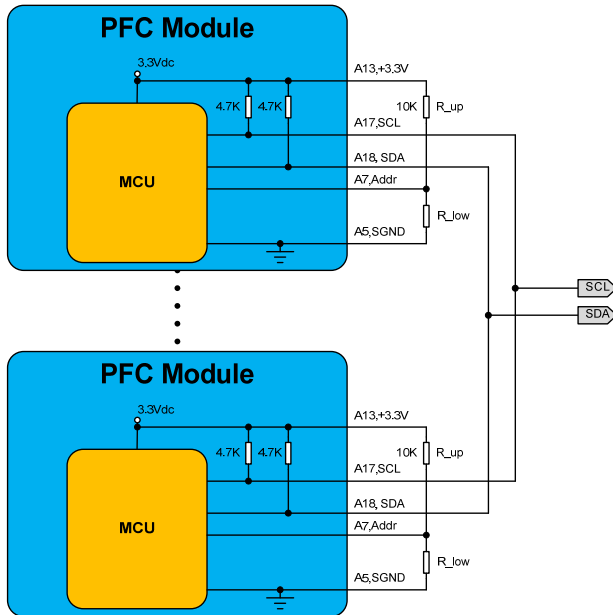 PFC Module
3.3Vdc
A13,+3.3V
4.7K 4.7K
10K R_up
A17,SCL
A18, SDA
MCU
A7,Addr
R_low
A5,SGND
SCL
SDA
PFC Module
3.3Vdc
A13,+3.3V
4.7K 4.7K
10K R_up
A17,SCL
A18, SDA
MCU
A7,Addr
R_low
A5,SGND